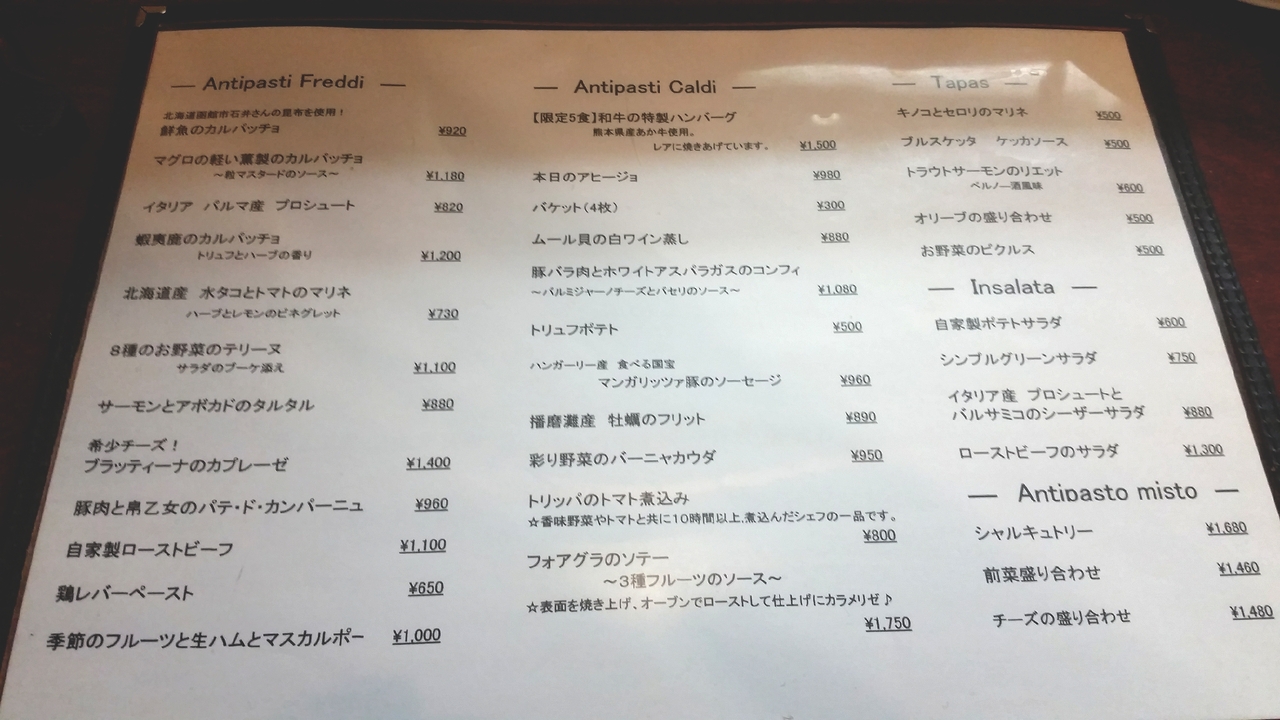 — Antipasti Freddi —
北海道函館市石井さんの昆布を使用！
鮮魚のカルパッチョ ¥920
マグロの軽い薫製のカルパッチョ
～粒マスタードのソース～ ¥1,180
イタリア パルマ産 プロシュート ¥820
蝦夷鹿のカルパッチョ
トリュフとハーブの香り ¥1,200
北海道産 水タコとトマトのマリネ
ハーブとレモンのビネグレット ¥730
８種のお野菜のテリーヌ
サラダのブーケ添え ¥1,100
サーモンとアボカドのタルタル ¥880
希少チーズ！
ブラッティーナのカプレーゼ ¥1,400
豚肉と帛乙女のパテ・ド・カンパーニュ ¥960
自家製ローストビーフ ¥1,100
鶏レバーペースト ¥650
季節のフルーツと生ハムとマスカルポー ¥1,000
— Antipasti Caldi —
【限定5食】和牛の特製ハンバーグ
熊本県産あか牛使用。
レアに焼きあげています。 ¥1,500
本日のアヒージョ ¥980
バケット（4枚） ¥300
ムール貝の白ワイン蒸し ¥880
豚バラ肉とホワイトアスパラガスのコンフィ
～パルミジャーノチーズとパセリのソース～ ¥1,080
トリュフポテト ¥500
ハンガリー産 食べる国宝
マンガリッツァ豚のソーセージ ¥960
播磨灘産 牡蠣のフリット ¥890
彩り野菜のバーニャカウダ ¥950
トリッパのトマト煮込み
☆香味野菜やトマトと共に１０時間以上、煮込んだシェフの一品です。
¥800
フォアグラのソテー
～３種フルーツのソース～
☆表面を焼き上げ、オーブンでローストして仕上げにカラメリゼ♪
¥1,750
— Tapas —
キノコとセロリのマリネ ¥500
ブルスケッタ ケッカソース ¥500
トラウトサーモンのリエット
ペルノー酒風味 ¥600
オリーブの盛り合わせ ¥500
お野菜のピクルス ¥500
— Insalata —
自家製ポテトサラダ ¥600
シンプルグリーンサラダ ¥750
イタリア産 プロシュートと
バルサミコのシーザーサラダ ¥880
ローストビーフのサラダ ¥1,300
— Antipasto misto —
シャルキュトリー ¥1,680
前菜盛り合わせ ¥1,460
チーズの盛り合わせ ¥1,480